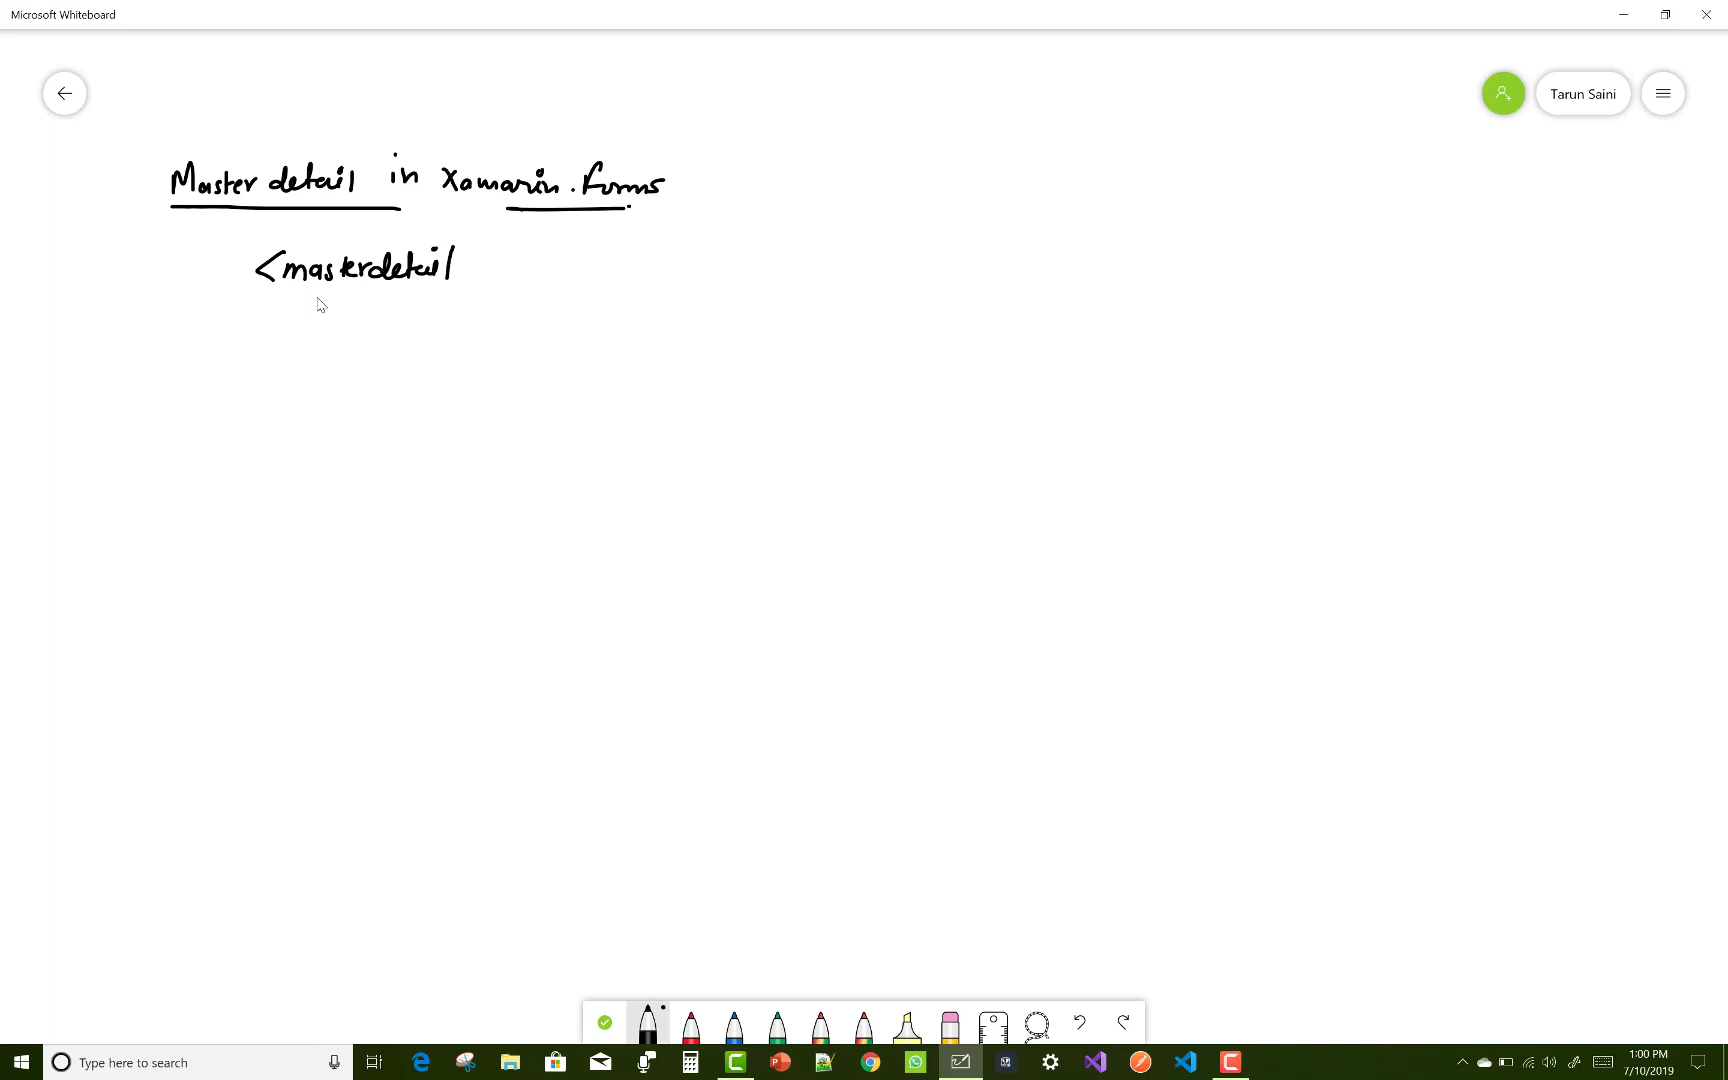 Microsoft Whiteboard
Tarun Saini
Master detail in Xamarin.forms
<masterdetail
Type here to search
1:00 PM
7/10/2019